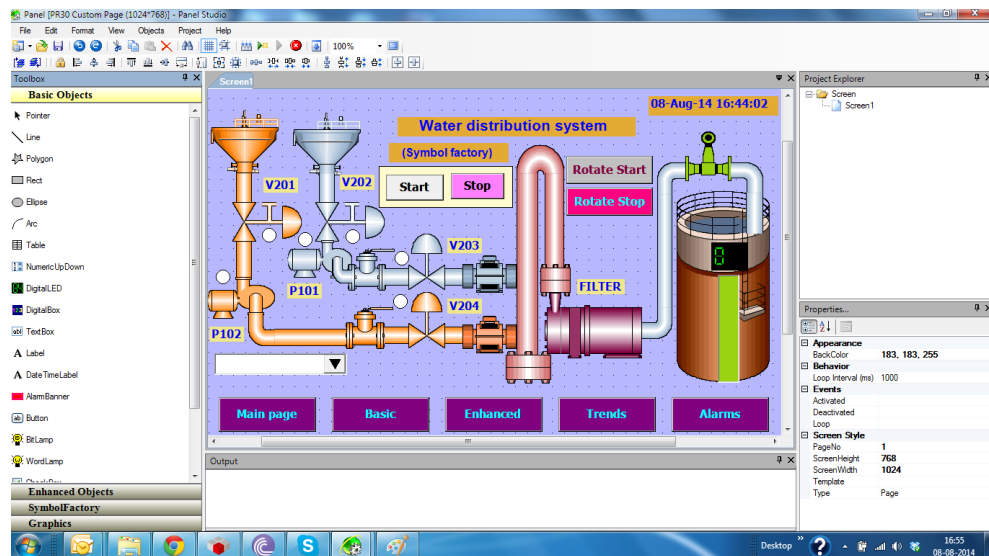 Panel [PR30 Custom Page (1024*768)] - Panel Studio
File Edit Format View Objects Project Help
100%
Toolbox
Basic Objects
Pointer
Line
Polygon
Rect
Ellipse
Arc
Table
NumericUpDown
DigitalLED
DigitalBox
TextBox
Label
DateTimeLabel
AlarmBanner
Button
BitLamp
WordLamp
CheckBox
Enhanced Objects
SymbolFactory
Graphics
Screen1
08-Aug-14 16:44:02
Water distribution system
(Symbol factory)
Start
Stop
Rotate Start
Rotate Stop
V201
V202
V203
P101
V204
P102
FILTER
0
Main page
Basic
Enhanced
Trends
Alarms
Output
Project Explorer
Screen
Screen1
Properties...
Appearance
BackColor 183, 183, 255
Behavior
Loop Interval (ms) 1000
Events
Activated
Deactivated
Loop
Screen Style
PageNo 1
ScreenHeight 768
ScreenWidth 1024
Template
Type Page
Desktop
16:55
08-08-2014